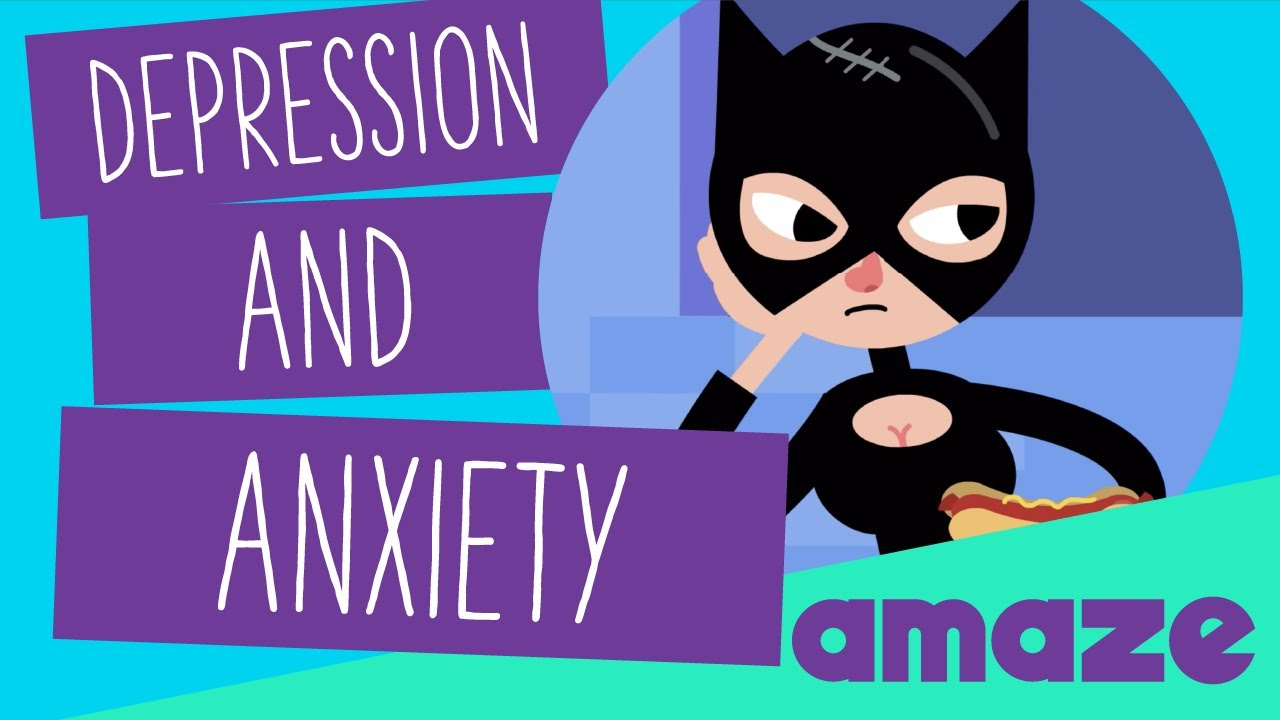 DEPRESSION
AND
ANXIETY
amaze